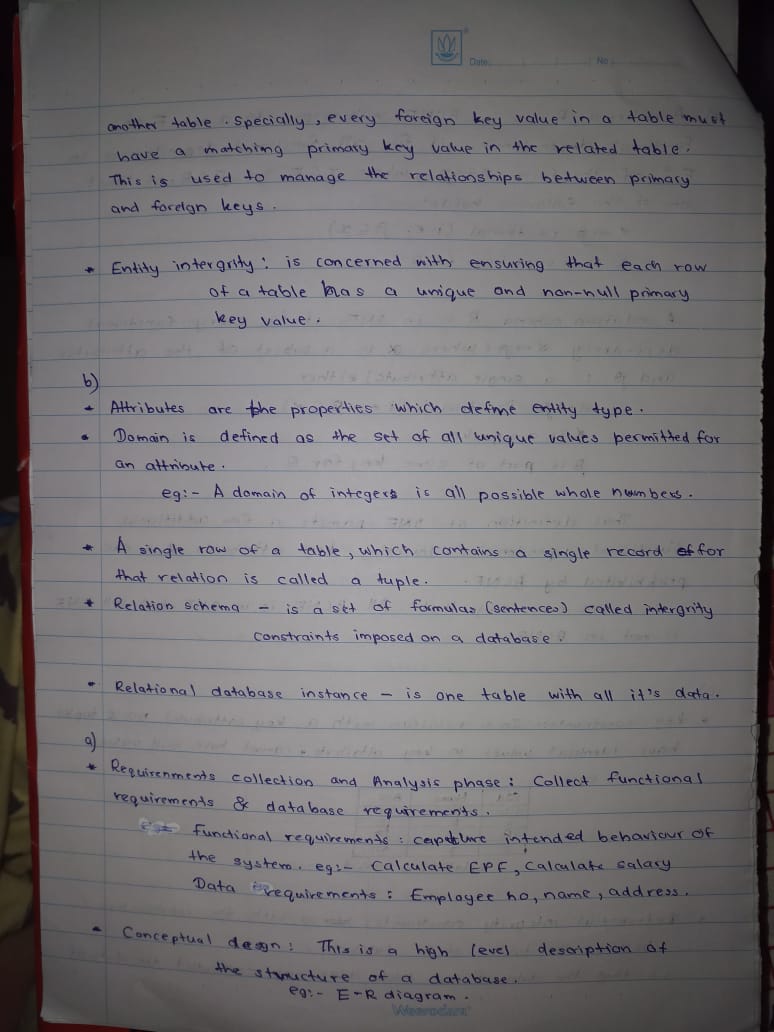 Date
No
another table . Specially , every foreign key value in a table must
have a matching primary key value in the related table .
This is used to manage the relationships between primary
and foreign keys .
* Entity intergrity : is concerned with ensuring that each row
of a table has a unique and non-null primary
key value .
b)
* Attributes are the properties which define entity type .
• Domain is defined as the set of all unique values permitted for
an attribute .
eg:- A domain of integers is all possible whole numbers .
* A single row of a table, which contains a single record for
that relation is called a tuple .
* Relation schema - is a set of formulas (sentences) called intergrity
constraints imposed on a database .
• Relational database instance - is one table with all it's data .
a)
* Requirenments collection and Analysis phase : Collect functional
requirements & database requirements .
Functional requirements : capature intended behaviour of
the system . eg:- Calculate EPF, Calculate salary
Data requirements : Employee no, name, address .
• Conceptual design : This is a high level description of
the structure of a database .
eg:- E-R diagram .
Weerodara